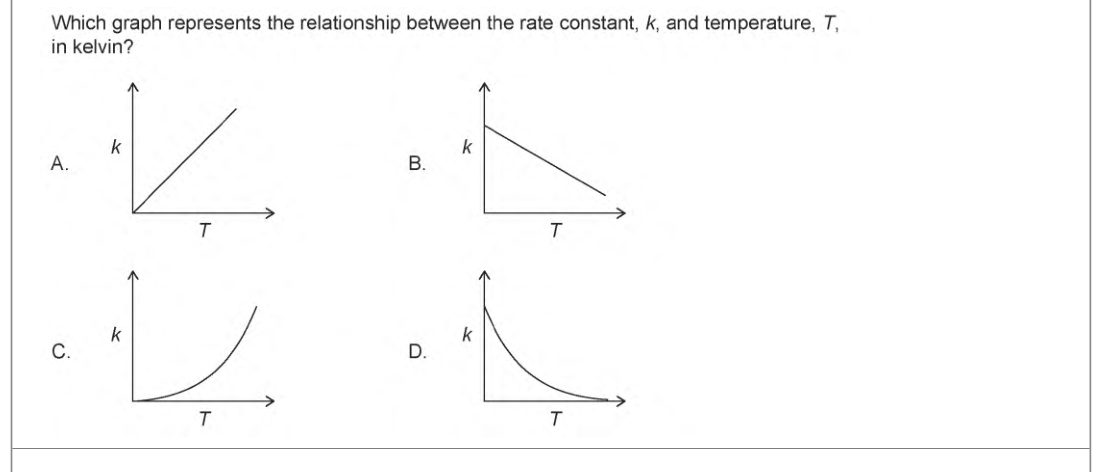 Which graph represents the relationship between the rate constant, k, and temperature, T,
in kelvin?
A.
k
T
B.
k
T
C.
k
T
D.
k
T